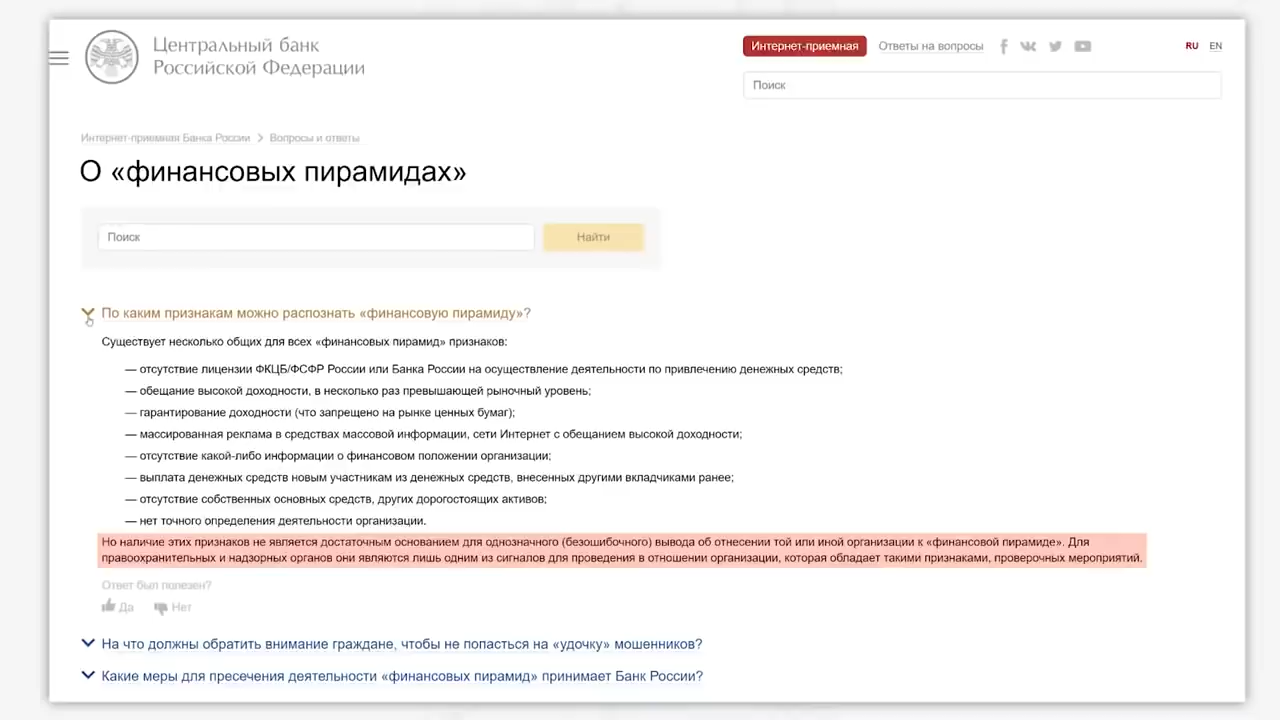 Центральный банк
Российской Федерации
Интернет-приемная
Ответы на вопросы
RU
EN
Поиск
Интернет-приемная Банка России > Вопросы и ответы
О «финансовых пирамидах»
Поиск
Найти
По каким признакам можно распознать «финансовую пирамиду»?
Существует несколько общих для всех «финансовых пирамид» признаков:
— отсутствие лицензии ФКЦБ/ФСФР России или Банка России на осуществление деятельности по привлечению денежных средств;
— обещание высокой доходности, в несколько раз превышающей рыночный уровень;
— гарантирование доходности (что запрещено на рынке ценных бумаг);
— массированная реклама в средствах массовой информации, сети Интернет с обещанием высокой доходности;
— отсутствие какой-либо информации о финансовом положении организации;
— выплата денежных средств новым участникам из денежных средств, внесенных другими вкладчиками ранее;
— отсутствие собственных основных средств, других дорогостоящих активов;
— нет точного определения деятельности организации.
Но наличие этих признаков не является достаточным основанием для однозначного (безошибочного) вывода об отнесении той или иной организации к «финансовой пирамиде». Для
правоохранительных и надзорных органов они являются лишь одним из сигналов для проведения в отношении организации, которая обладает такими признаками, проверочных мероприятий.
Ответ был полезен?
Да
Нет
На что должны обратить внимание граждане, чтобы не попасться на «удочку» мошенников?
Какие меры для пресечения деятельности «финансовых пирамид» принимает Банк России?